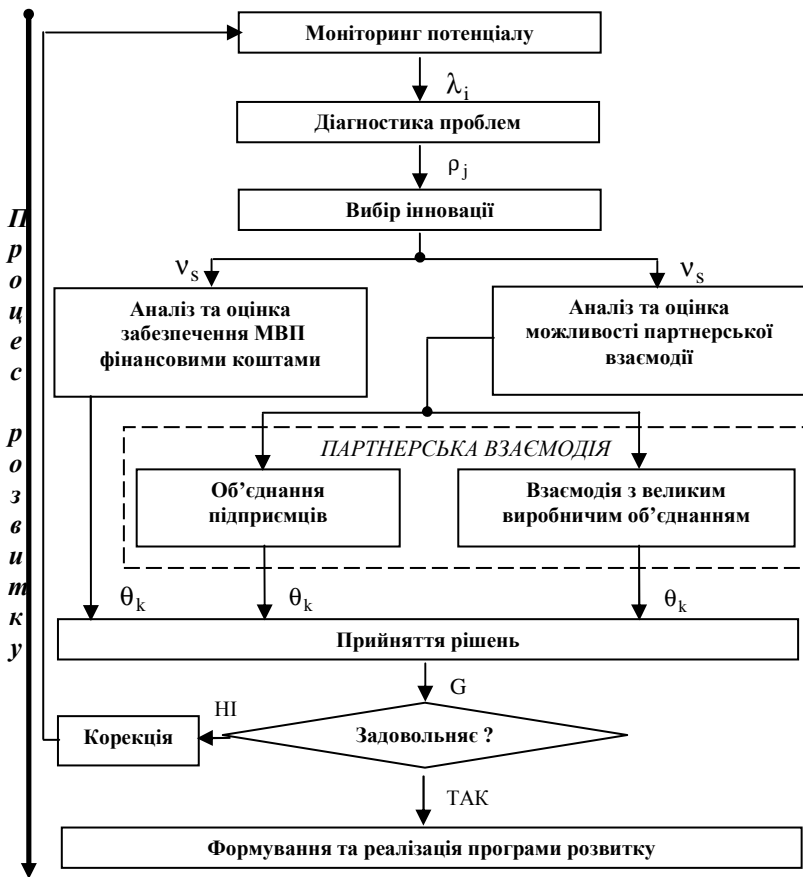 Моніторинг потенціалу
λi
Діагностика проблем
ρj
Вибір інновації
Процес розвитку
νs
νs
Аналіз та оцінка
забезпечення МВП
фінансовими коштами
Аналіз та оцінка
можливості партнерської
взаємодії
ПАРТНЕРСЬКА ВЗАЄМОДІЯ
Об’єднання
підприємців
Взаємодія з великим
виробничим об’єднанням
θk
θk
θk
Прийняття рішень
G
НІ
Корекція
Задовольняє ?
ТАК
Формування та реалізація програми розвитку